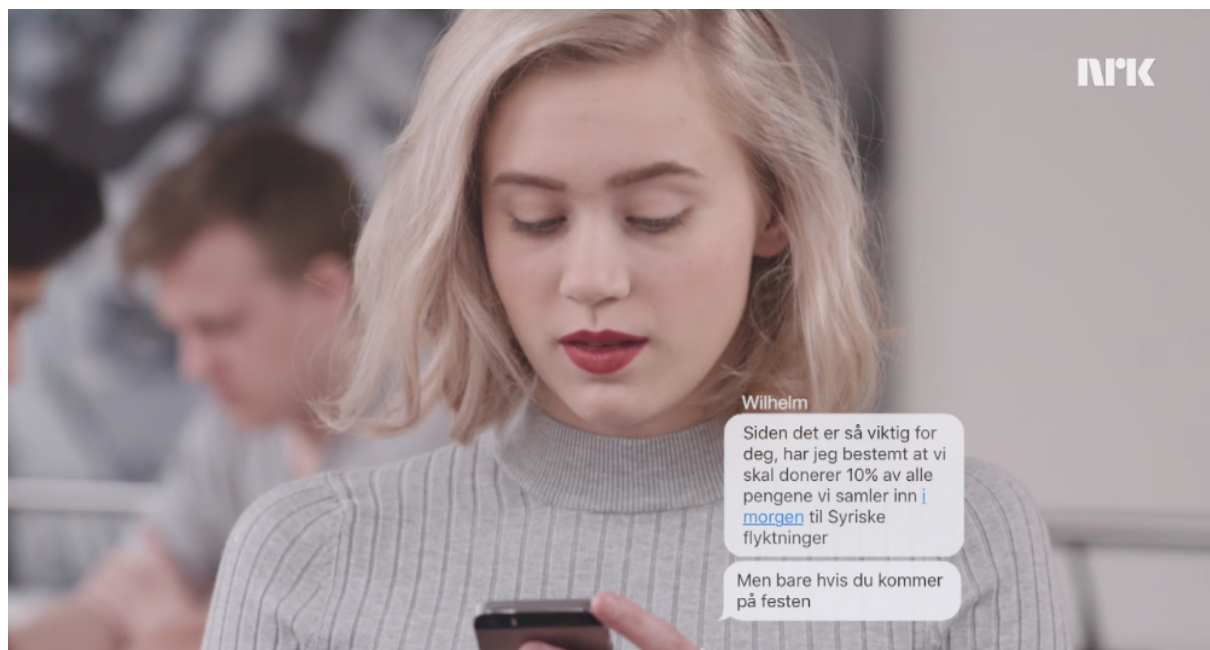 nrk
Wilhelm
Siden det er så viktig for
deg, har jeg bestemt at vi
skal donerer 10% av alle
pengene vi samler inn i
morgen til Syriske
flyktninger
Men bare hvis du kommer
på festen